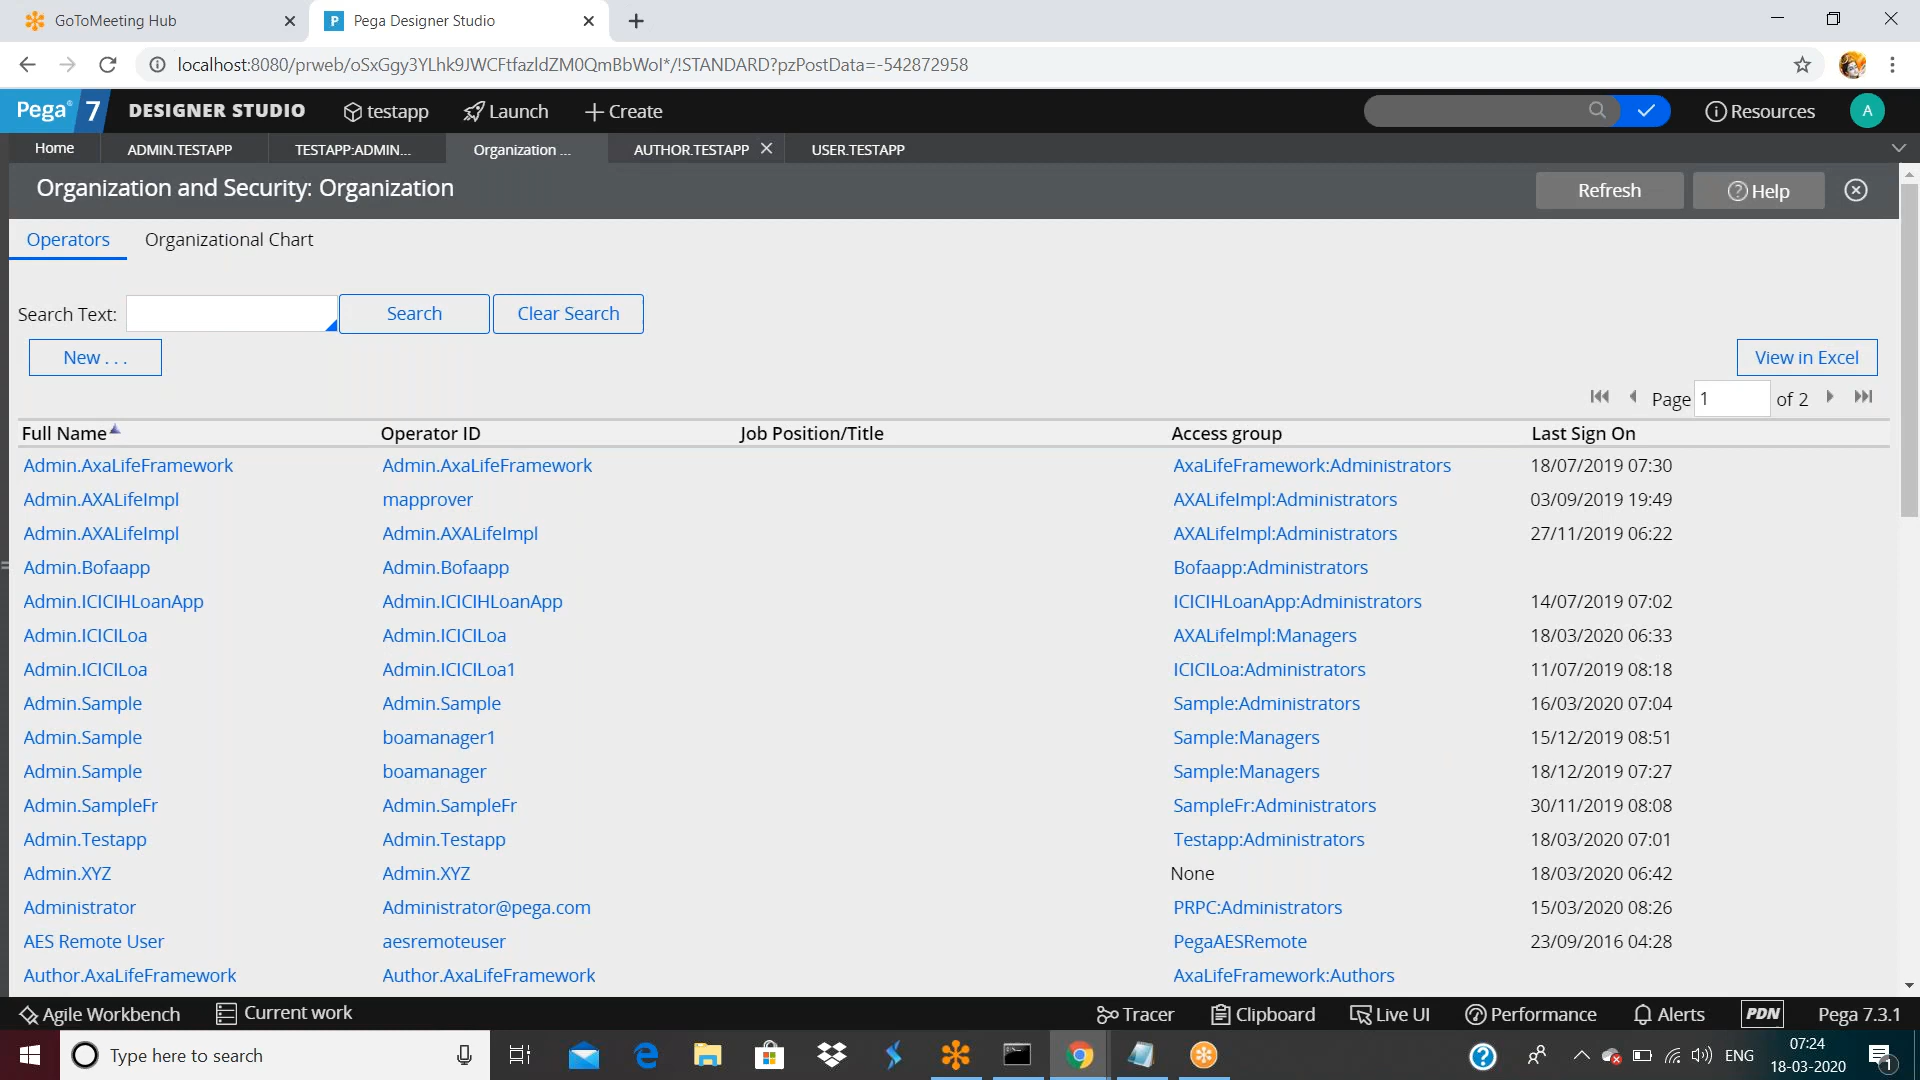 GoToMeeting Hub
Pega Designer Studio
localhost:8080/prweb/oSxGgy3YLhk9JWCFtfazldZM0QmBbWoI*/!STANDARD?pzPostData=-542872958
Pega 7 DESIGNER STUDIO testapp Launch Create Resources A
Home ADMIN.TESTAPP TESTAPP:ADMIN... Organization ... AUTHOR.TESTAPP USER.TESTAPP
Organization and Security: Organization Refresh Help
Operators Organizational Chart
Search Text: Search Clear Search
New . . . View in Excel
Page 1 of 2
Full Name Operator ID Job Position/Title Access group Last Sign On
Admin.AxaLifeFramework Admin.AxaLifeFramework AxaLifeFramework:Administrators 18/07/2019 07:30
Admin.AXALifeImpl mapprover AXALifeImpl:Administrators 03/09/2019 19:49
Admin.AXALifeImpl Admin.AXALifeImpl AXALifeImpl:Administrators 27/11/2019 06:22
Admin.Bofaapp Admin.Bofaapp Bofaapp:Administrators
Admin.ICICIHLoanApp Admin.ICICIHLoanApp ICICIHLoanApp:Administrators 14/07/2019 07:02
Admin.ICICILoa Admin.ICICILoa AXALifeImpl:Managers 18/03/2020 06:33
Admin.ICICILoa Admin.ICICILoa1 ICICILoa:Administrators 11/07/2019 08:18
Admin.Sample Admin.Sample Sample:Administrators 16/03/2020 07:04
Admin.Sample boamanager1 Sample:Managers 15/12/2019 08:51
Admin.Sample boamanager Sample:Managers 18/12/2019 07:27
Admin.SampleFr Admin.SampleFr SampleFr:Administrators 30/11/2019 08:08
Admin.Testapp Admin.Testapp Testapp:Administrators 18/03/2020 07:01
Admin.XYZ Admin.XYZ None 18/03/2020 06:42
Administrator Administrator@pega.com PRPC:Administrators 15/03/2020 08:26
AES Remote User aesremoteuser PegaAESRemote 23/09/2016 04:28
Author.AxaLifeFramework Author.AxaLifeFramework AxaLifeFramework:Authors
Agile Workbench Current work Tracer Clipboard Live UI Performance Alerts PDN Pega 7.3.1
Type here to search ENG 07:24
18-03-2020 1